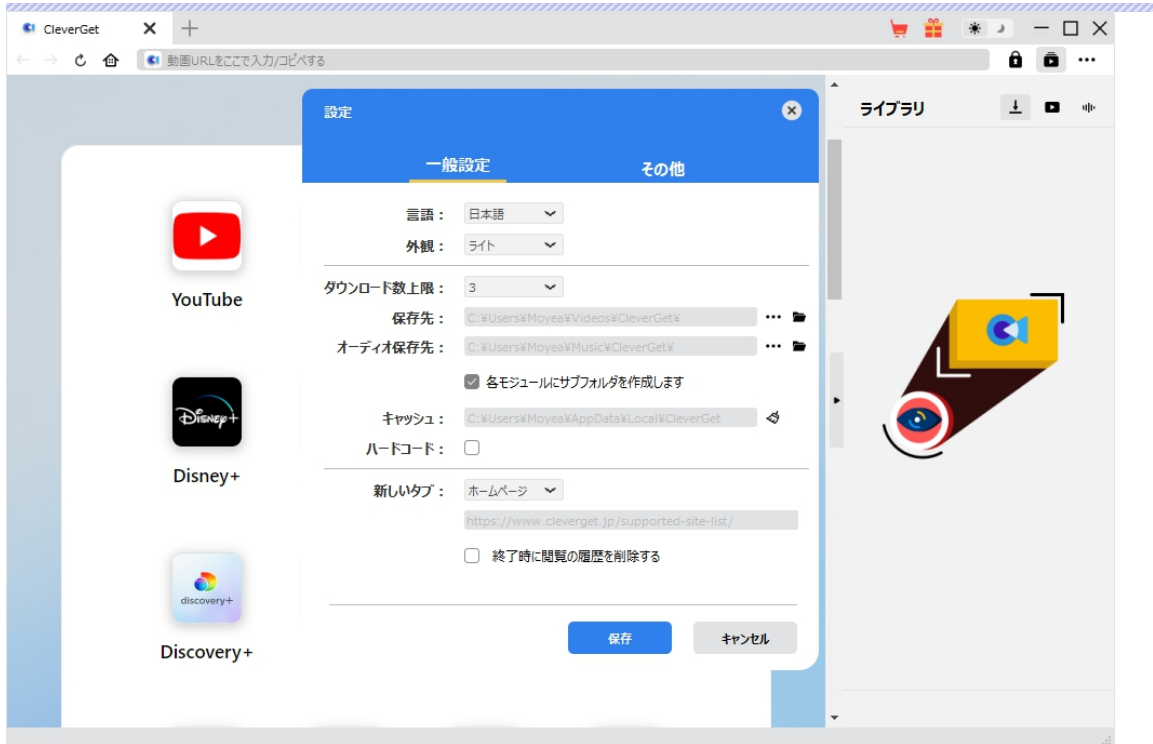 CleverGet
動画URLをここで入力/コピペする
設定
一般設定
その他
ライブラリ
言語： 日本語
外観： ライト
ダウンロード数上限： 3
保存先： C:¥Users¥Moyea¥Videos¥CleverGet¥
オーディオ保存先： C:¥Users¥Moyea¥Music¥CleverGet¥
各モジュールにサブフォルダを作成します
キャッシュ： C:¥Users¥Moyea¥AppData¥Local¥CleverGet
ハードコード：
新しいタブ： ホームページ
https://www.cleverget.jp/supported-site-list/
終了時に閲覧の履歴を削除する
保存
キャンセル
YouTube
Disney+
Disney+
discovery+
Discovery+